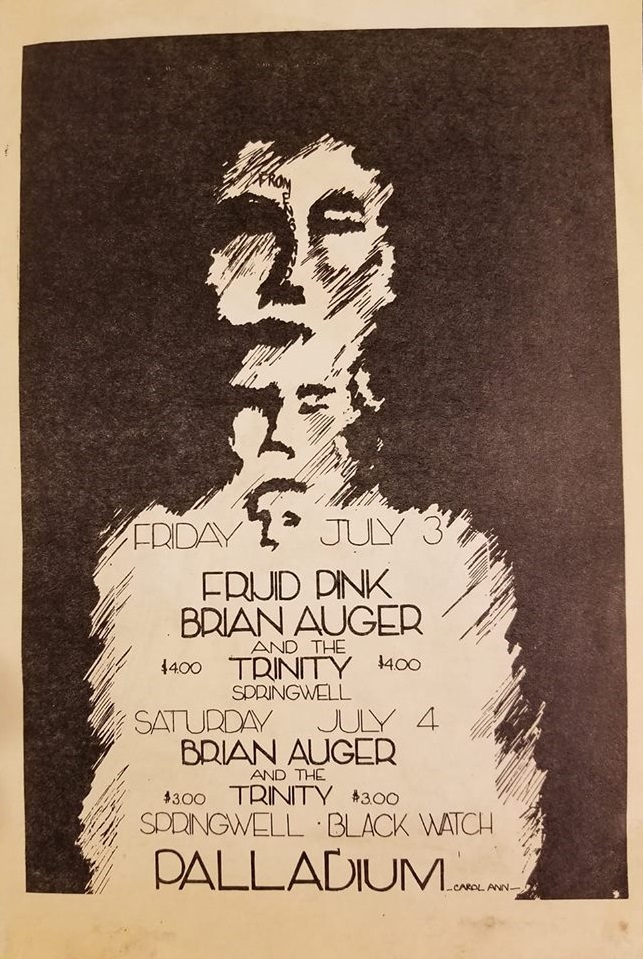 FROM
FRIDAY JULY 3
FRIJID PINK
BRIAN AUGER
AND THE
$4.00 TRINITY $4.00
SPRINGWELL
SATURDAY JULY 4
BRIAN AUGER
AND THE
$3.00 TRINITY $3.00
SPRINGWELL · BLACK WATCH
PALLADIUM
- CAROL ANN -